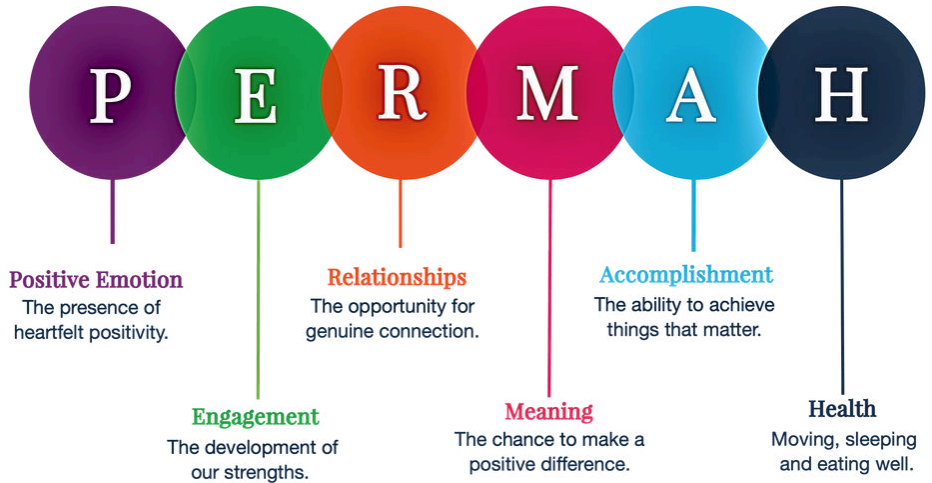 P E R M A H
Positive Emotion
The presence of
heartfelt positivity.
Engagement
The development of
our strengths.
Relationships
The opportunity for
genuine connection.
Meaning
The chance to make a
positive difference.
Accomplishment
The ability to achieve
things that matter.
Health
Moving, sleeping
and eating well.